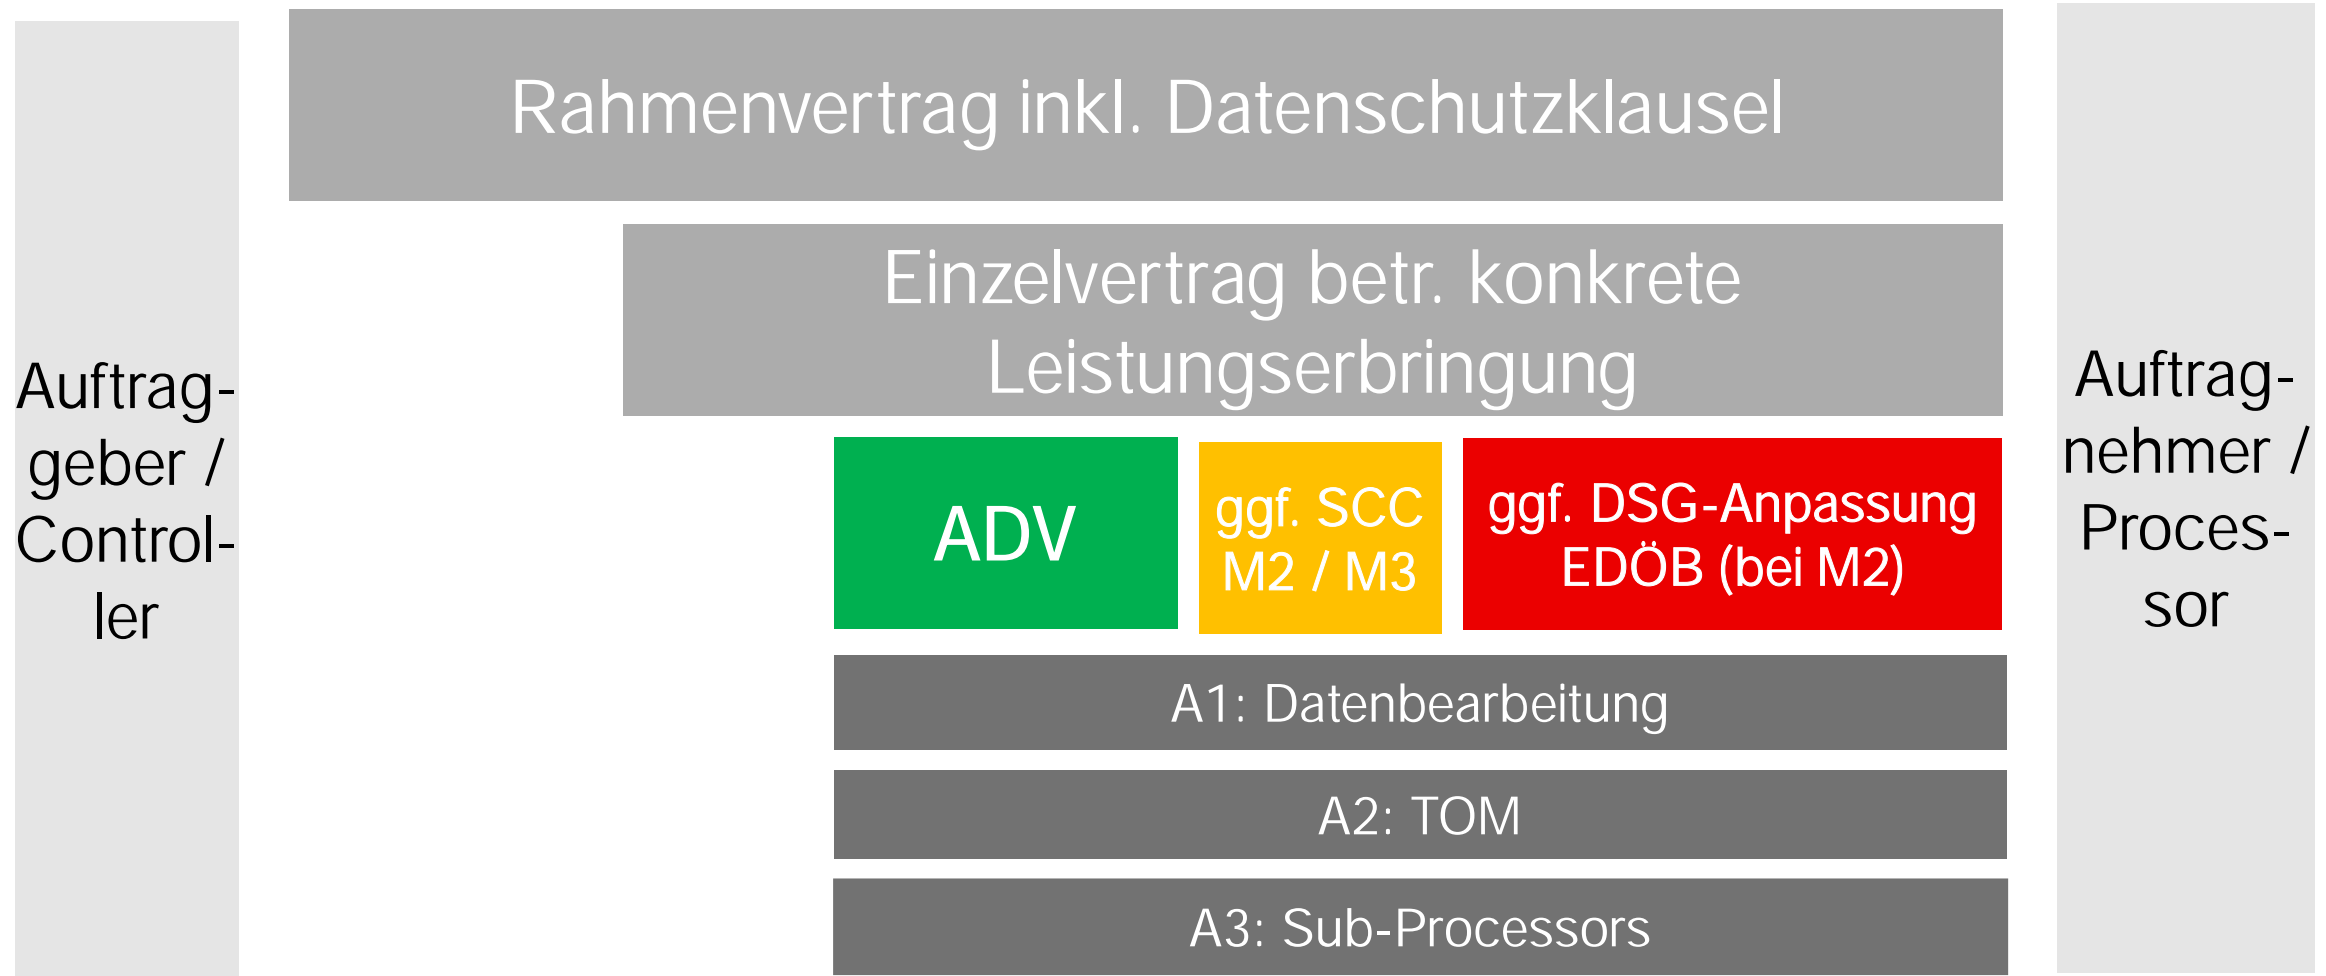 Rahmenvertrag inkl. Datenschutzklausel
Einzelvertrag betr. konkrete
Leistungserbringung
Auftrag-
geber /
Control-
ler
ADV
ggf. SCC
M2 / M3
ggf. DSG-Anpassung
EDÖB (bei M2)
Auftrag-
nehmer /
Proces-
sor
A1: Datenbearbeitung
A2: TOM
A3: Sub-Processors